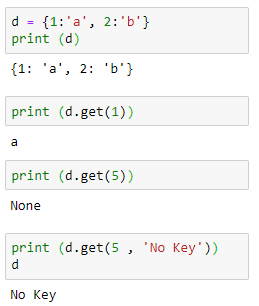 d = {1:'a', 2:'b'}
print (d)
{1: 'a', 2: 'b'}
print (d.get(1))
a
print (d.get(5))
None
print (d.get(5 , 'No Key'))
d
No Key